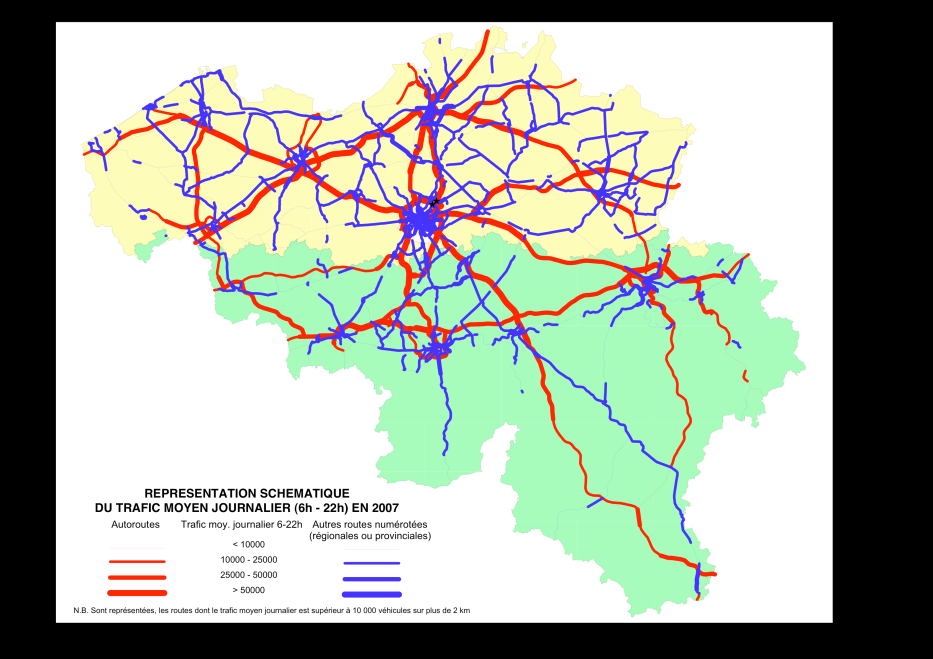 REPRESENTATION SCHEMATIQUE
DU TRAFIC MOYEN JOURNALIER (6h - 22h) EN 2007
Autoroutes Trafic moy. journalier 6-22h Autres routes numérotées
(régionales ou provinciales)
< 10000
10000 - 25000
25000 - 50000
> 50000
N.B. Sont représentées, les routes dont le trafic moyen journalier est supérieur à 10 000 véhicules sur plus de 2 km